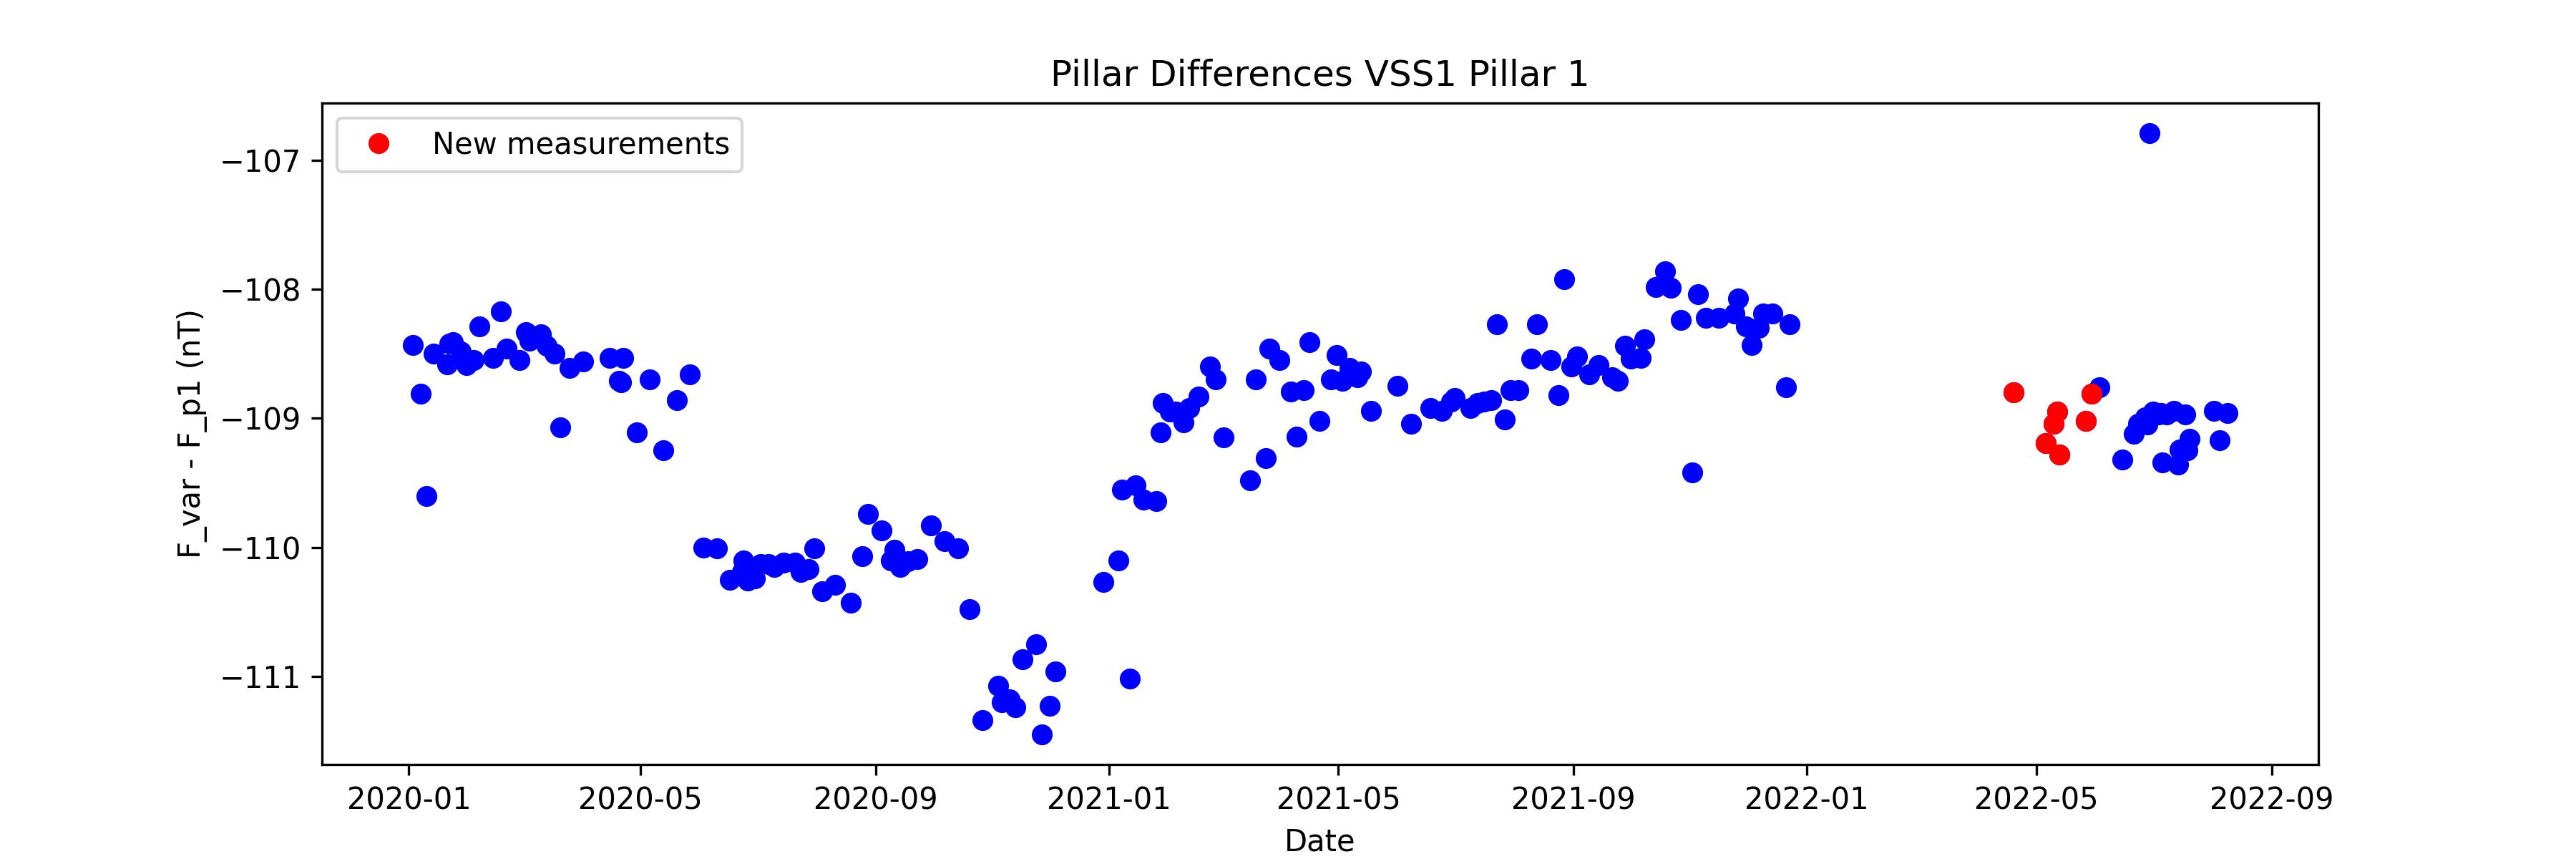 Pillar Differences VSS1 Pillar 1
New measurements
F_var - F_p1 (nT)
−107
−108
−109
−110
−111
2020-01 2020-05 2020-09 2021-01 2021-05 2021-09 2022-01 2022-05 2022-09
Date